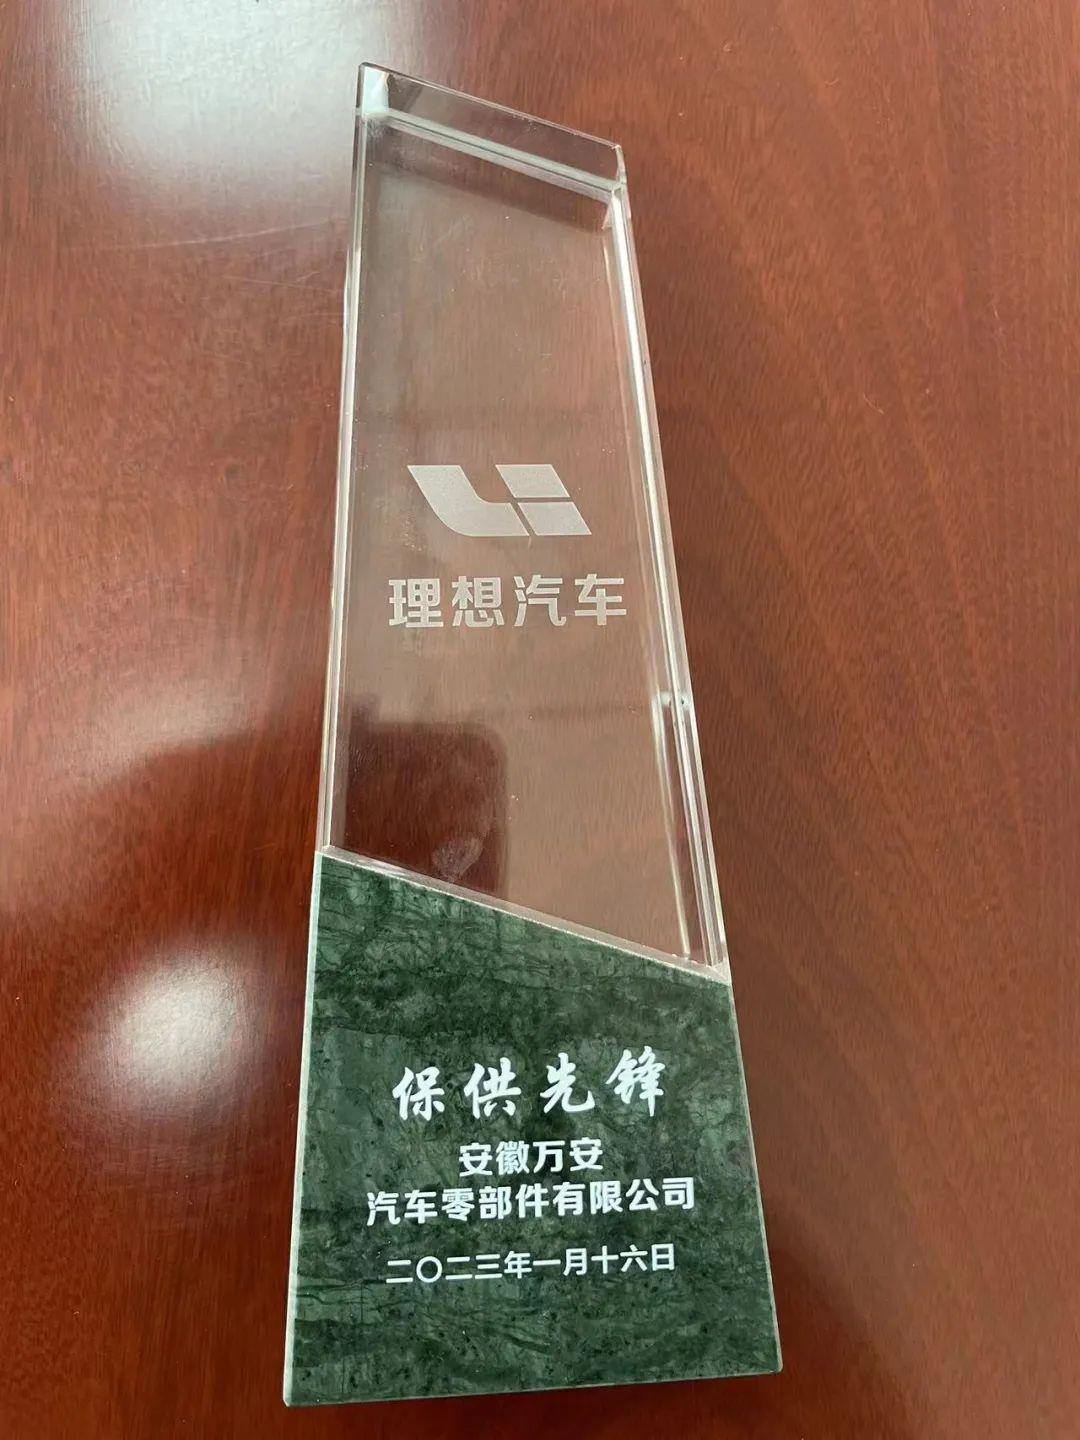 Li
理想汽车
保供先锋
安徽万安
汽车零部件有限公司
二〇二三年一月十六日